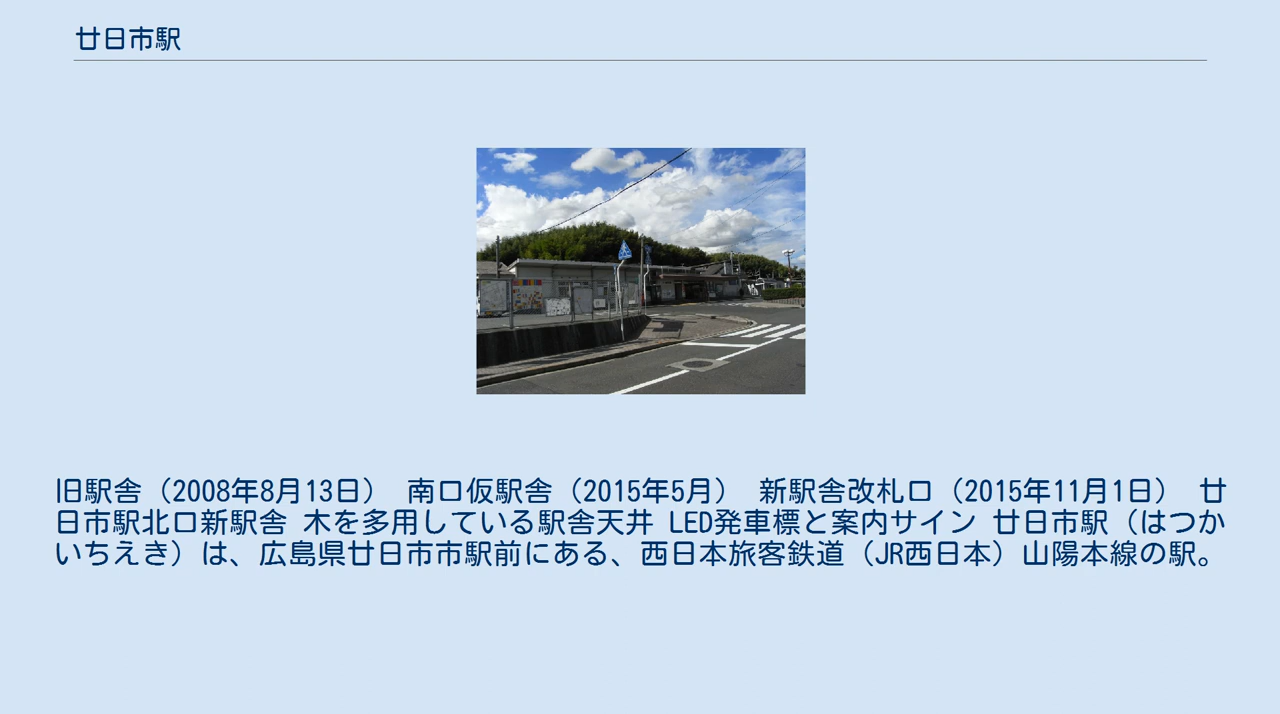 廿日市駅
旧駅舎（2008年8月13日） 南口仮駅舎（2015年5月） 新駅舎改札口（2015年11月1日） 廿
日市駅北口新駅舎 木を多用している駅舎天井 LED発車標と案内サイン 廿日市駅（はつか
いちえき）は、広島県廿日市市駅前にある、西日本旅客鉄道（JR西日本）山陽本線の駅。